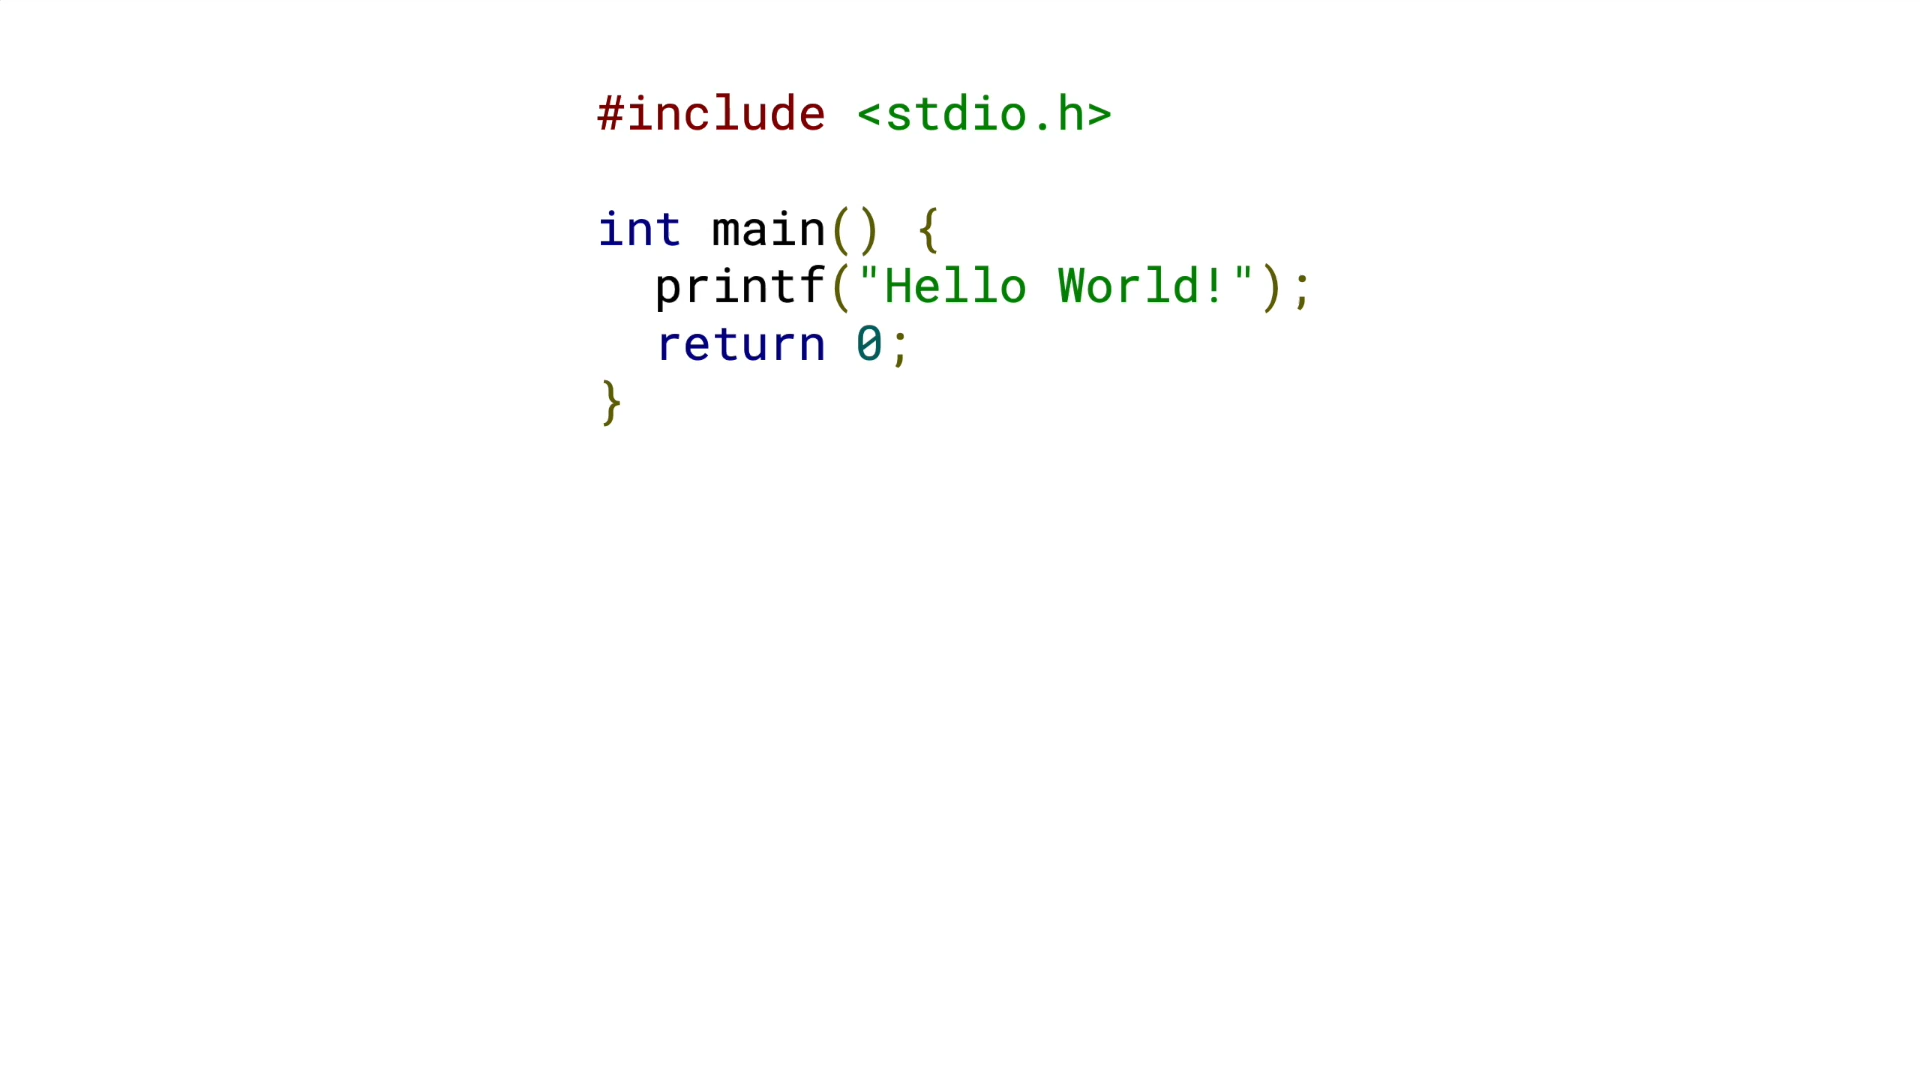 #include <stdio.h>

int main() {
  printf("Hello World!");
  return 0;
}